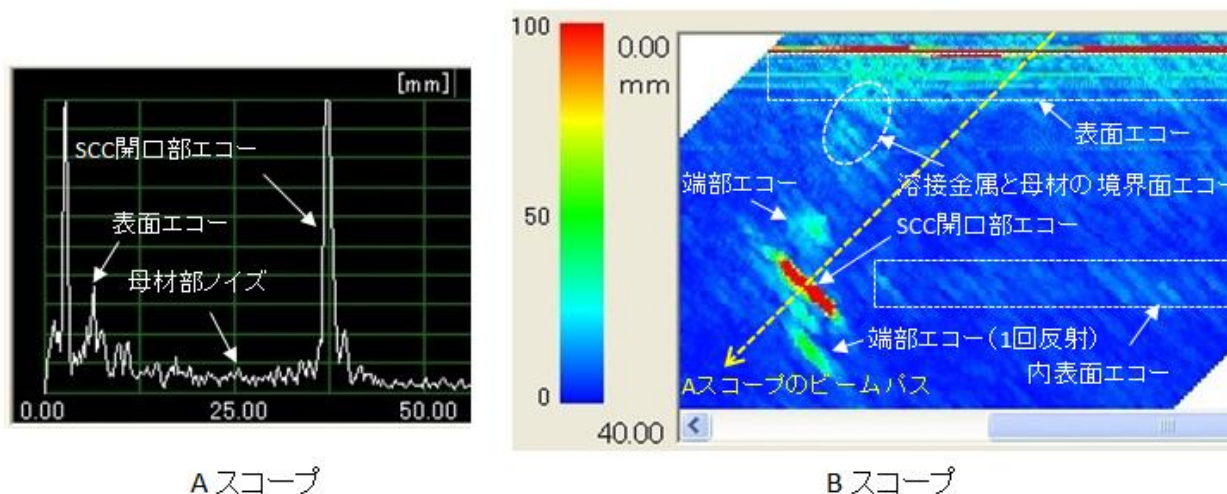 [mm]
SCC開口部エコー
表面エコー
母材部ノイズ
0.00
25.00
50.00
Aスコープ
100
50
0
0.00
mm
40.00
表面エコー
溶接金属と母材の境界面エコー
端部エコー
SCC開口部エコー
端部エコー(1回反射)
内表面エコー
Aスコープのビームパス
Bスコープ